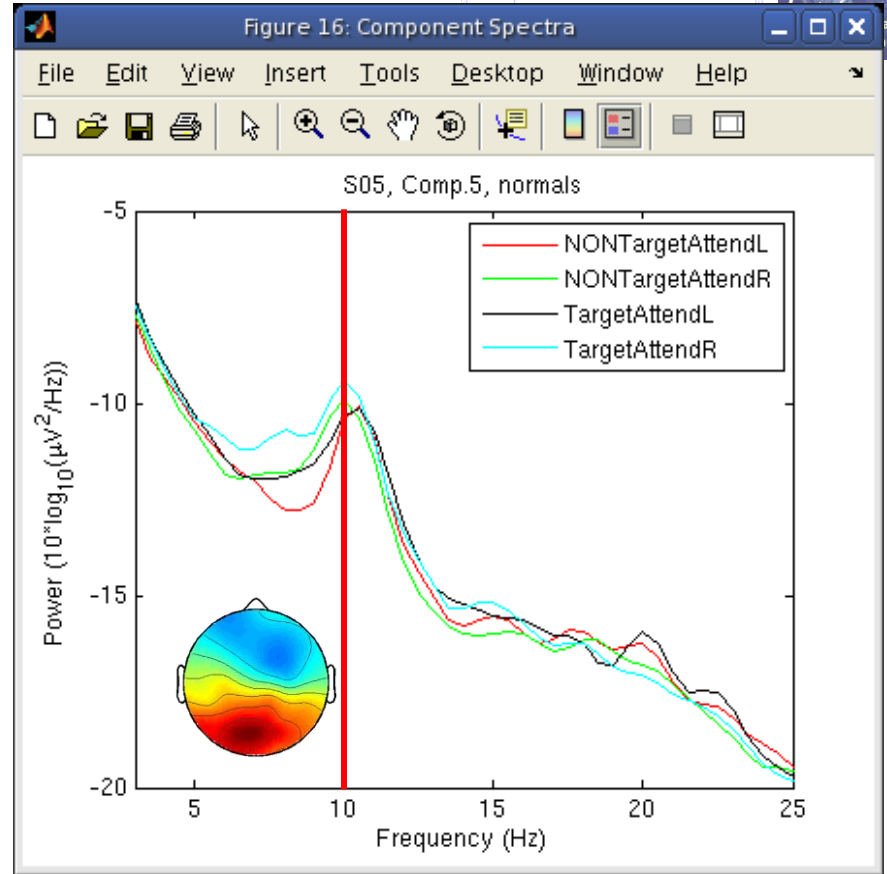 Figure 16: Component Spectra
File Edit View Insert Tools Desktop Window Help
S05, Comp.5, normals
NONTargetAttendL
NONTargetAttendR
TargetAttendL
TargetAttendR
Power (10*log10(µV2/Hz))
-5
-10
-15
-20
5 10 15 20 25
Frequency (Hz)